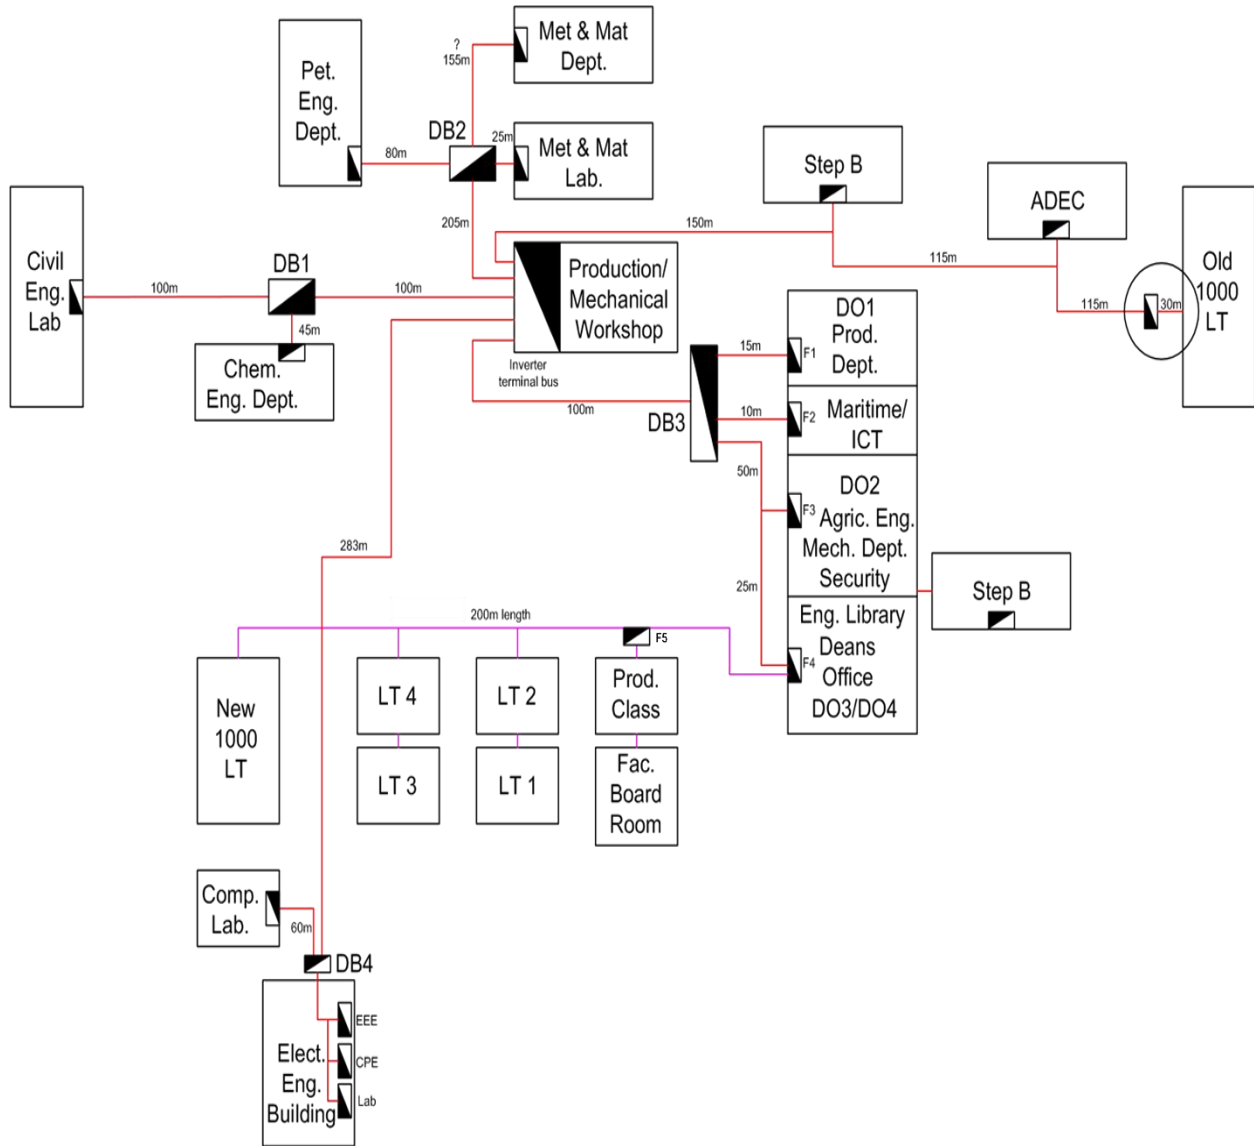 Met & Mat
Dept.
?
155m
Pet.
Eng.
Dept.
DB2
25m
80m
Met & Mat
Lab.
Step B
ADEC
205m
150m
Civil
Eng.
Lab
DB1
100m
100m
Production/
Mechanical
Workshop
115m
Old
1000
LT
115m
30m
45m
Chem.
Eng. Dept.
Inverter
terminal bus
100m
DB3
15m
F1
DO1
Prod.
Dept.
10m
F2
Maritime/
ICT
50m
F3
DO2
Agric. Eng.
Mech. Dept.
Security
283m
25m
Step B
200m length
F5
F4
Eng. Library
Deans
Office
DO3/DO4
New
1000
LT
LT 4
LT 2
Prod.
Class
LT 3
LT 1
Fac.
Board
Room
Comp.
Lab.
60m
DB4
EEE
CPE
Lab
Elect.
Eng.
Building